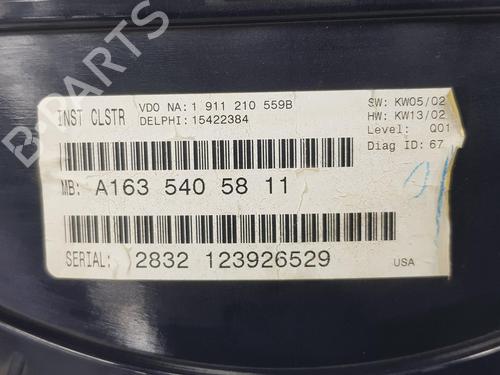 B-PARTS
INST CLSTR
VDO NA: 1 911 210 559B
DELPHI: 15422384
SW: KW05/02
HW: KW13/02
Level: Q01
Diag ID: 67
MB: A163 540 58 11
SERIAL: 2832 123926529
USA